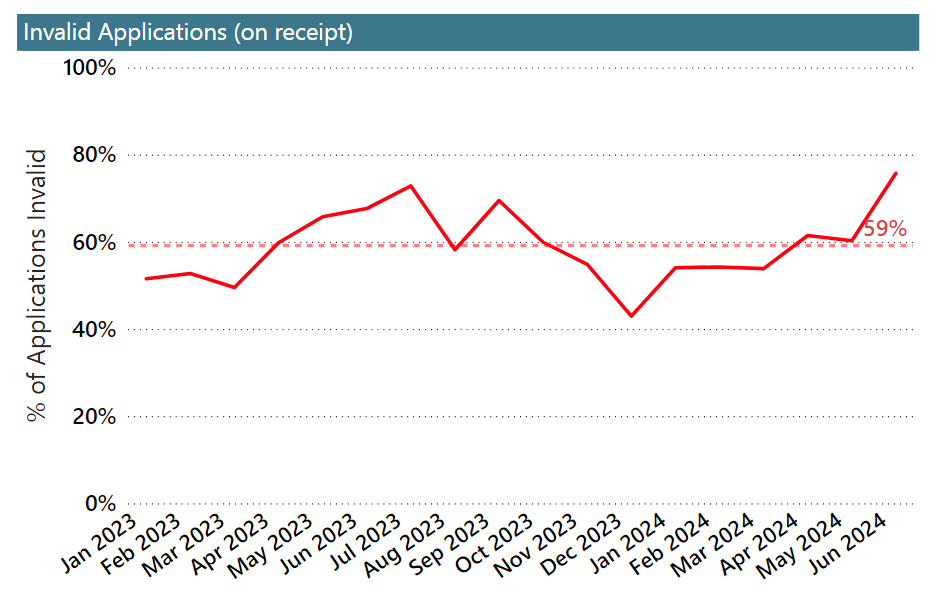 Invalid Applications (on receipt)
% of Applications Invalid
100%
80%
60%
40%
20%
0%
59%
Jan 2023
Feb 2023
Mar 2023
Apr 2023
May 2023
Jun 2023
Jul 2023
Aug 2023
Sep 2023
Oct 2023
Nov 2023
Dec 2023
Jan 2024
Feb 2024
Mar 2024
Apr 2024
May 2024
Jun 2024